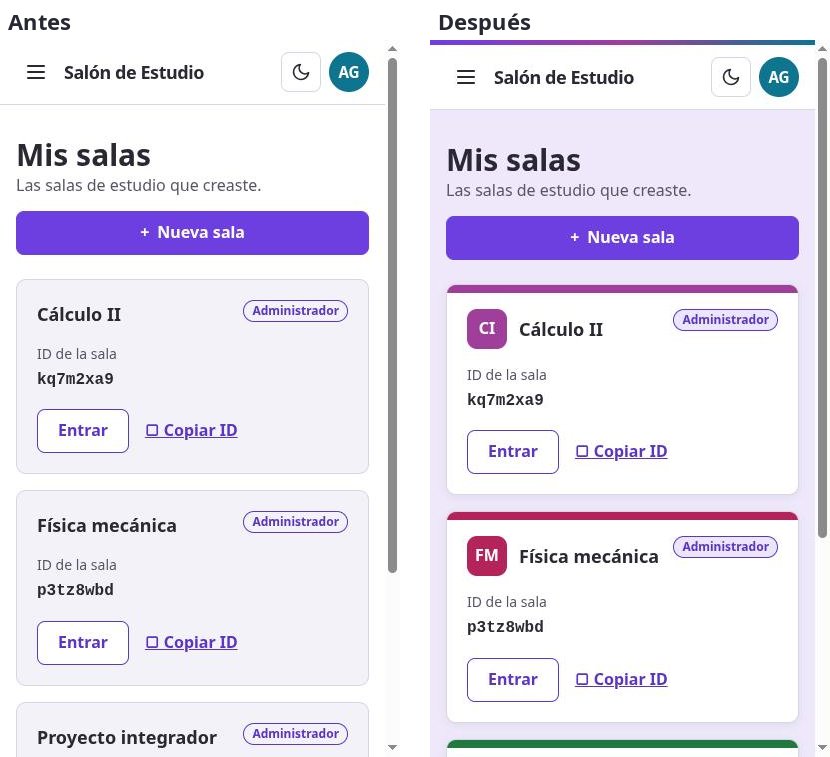 Antes
Salón de Estudio
AG
Mis salas
Las salas de estudio que creaste.
+ Nueva sala
Cálculo II
Administrador
ID de la sala
kq7m2xa9
Entrar
Copiar ID
Física mecánica
Administrador
ID de la sala
p3tz8wbd
Entrar
Copiar ID
Proyecto integrador
Administrador
Después
Salón de Estudio
AG
Mis salas
Las salas de estudio que creaste.
+ Nueva sala
CI
Cálculo II
Administrador
ID de la sala
kq7m2xa9
Entrar
Copiar ID
FM
Física mecánica
Administrador
ID de la sala
p3tz8wbd
Entrar
Copiar ID